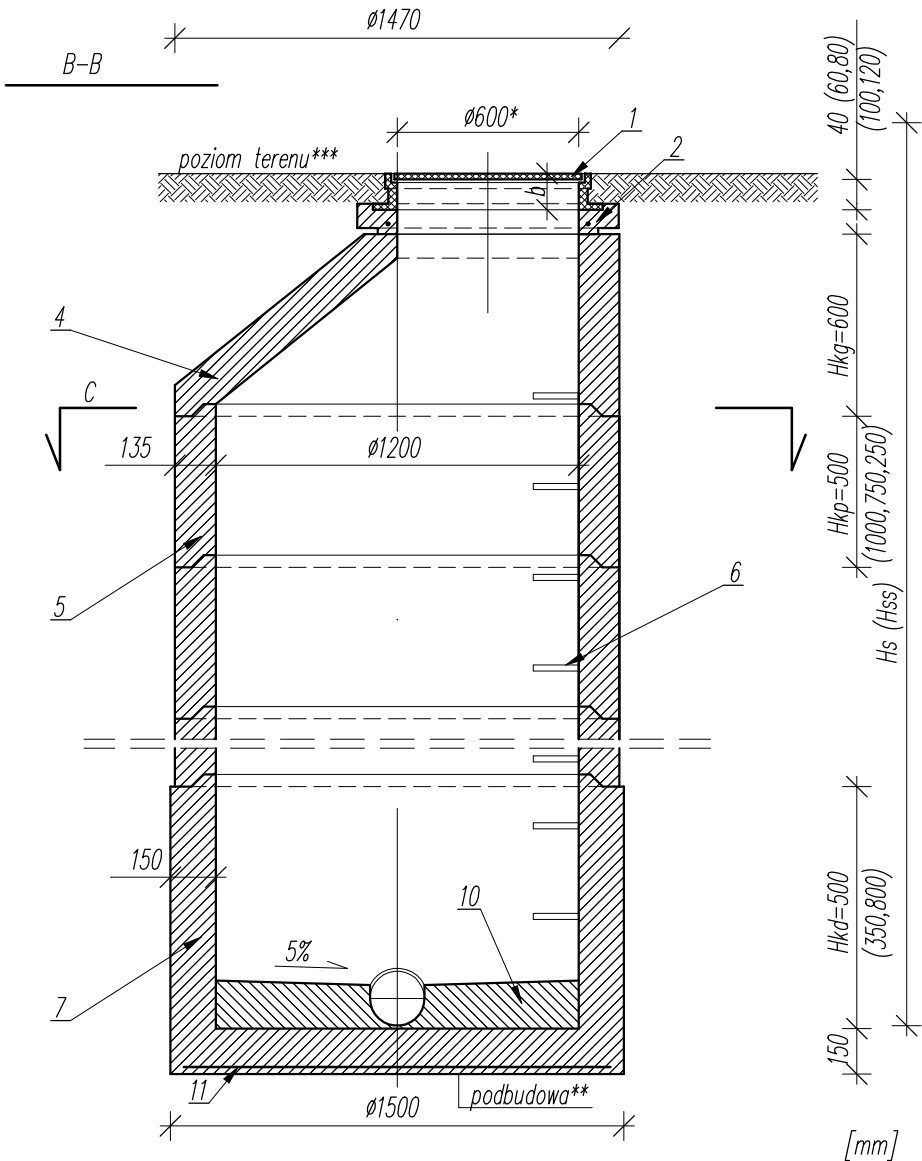 ø1470
B-B
40 (60,80)
(100,120)
ø600*
1
2
poziom terenu***
b
4
Hkg=600
C
135
ø1200
Hkp=500
(1000,750,250)
5
6
Hs (Hss)
150
10
Hkd=500
(350,800)
5%
7
150
11
podbudowa**
ø1500
[mm]